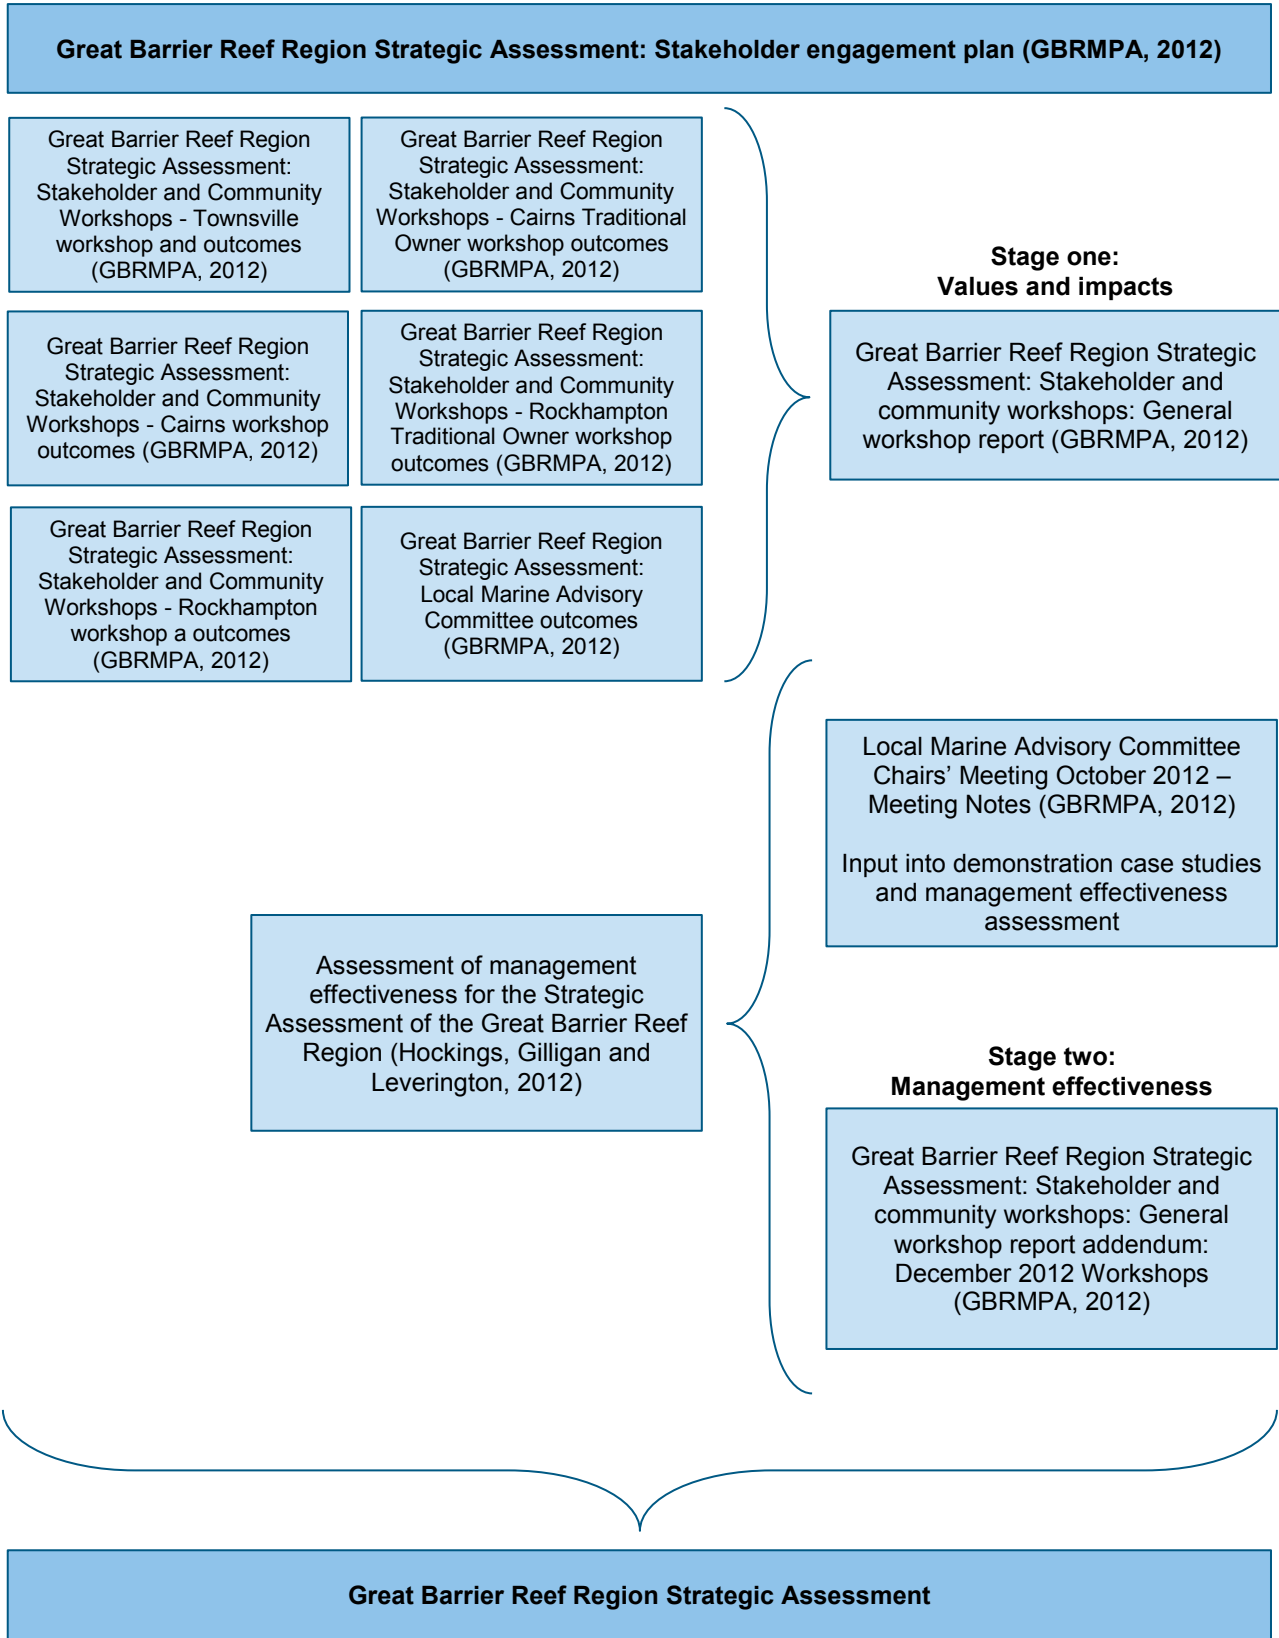 Great Barrier Reef Region Strategic Assessment: Stakeholder engagement plan (GBRMPA, 2012)
Great Barrier Reef Region
Strategic Assessment:
Stakeholder and Community
Workshops - Townsville
workshop and outcomes
(GBRMPA, 2012)
Great Barrier Reef Region
Strategic Assessment:
Stakeholder and Community
Workshops - Cairns Traditional
Owner workshop outcomes
(GBRMPA, 2012)
Great Barrier Reef Region
Strategic Assessment:
Stakeholder and Community
Workshops - Cairns workshop
outcomes (GBRMPA, 2012)
Great Barrier Reef Region
Strategic Assessment:
Stakeholder and Community
Workshops - Rockhampton
Traditional Owner workshop
outcomes (GBRMPA, 2012)
Great Barrier Reef Region
Strategic Assessment:
Stakeholder and Community
Workshops - Rockhampton
workshop a outcomes
(GBRMPA, 2012)
Great Barrier Reef Region
Strategic Assessment:
Local Marine Advisory
Committee outcomes
(GBRMPA, 2012)
Stage one:
Values and impacts
Great Barrier Reef Region Strategic
Assessment: Stakeholder and
community workshops: General
workshop report (GBRMPA, 2012)
Local Marine Advisory Committee
Chairs’ Meeting October 2012 –
Meeting Notes (GBRMPA, 2012)
Input into demonstration case studies
and management effectiveness
assessment
Assessment of management
effectiveness for the Strategic
Assessment of the Great Barrier Reef
Region (Hockings, Gilligan and
Leverington, 2012)
Stage two:
Management effectiveness
Great Barrier Reef Region Strategic
Assessment: Stakeholder and
community workshops: General
workshop report addendum:
December 2012 Workshops
(GBRMPA, 2012)
Great Barrier Reef Region Strategic Assessment